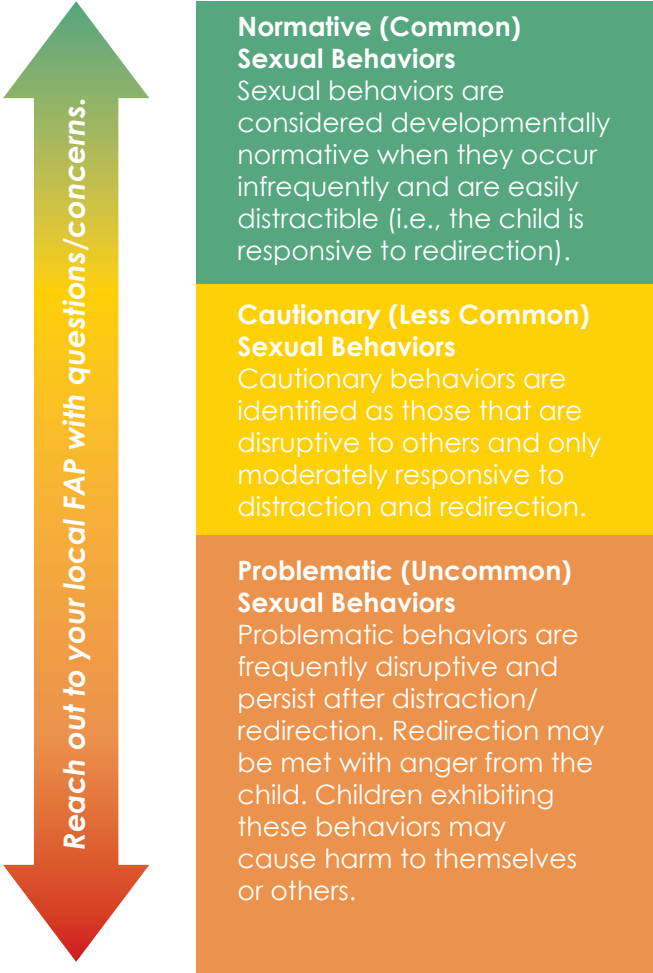 Reach out to your local FAP with questions/concerns.
Normative (Common)
Sexual Behaviors
Sexual behaviors are
considered developmentally
normative when they occur
infrequently and are easily
distractible (i.e., the child is
responsive to redirection).
Cautionary (Less Common)
Sexual Behaviors
Cautionary behaviors are
identified as those that are
disruptive to others and only
moderately responsive to
distraction and redirection.
Problematic (Uncommon)
Sexual Behaviors
Problematic behaviors are
frequently disruptive and
persist after distraction/
redirection. Redirection may
be met with anger from the
child. Children exhibiting
these behaviors may
cause harm to themselves
or others.